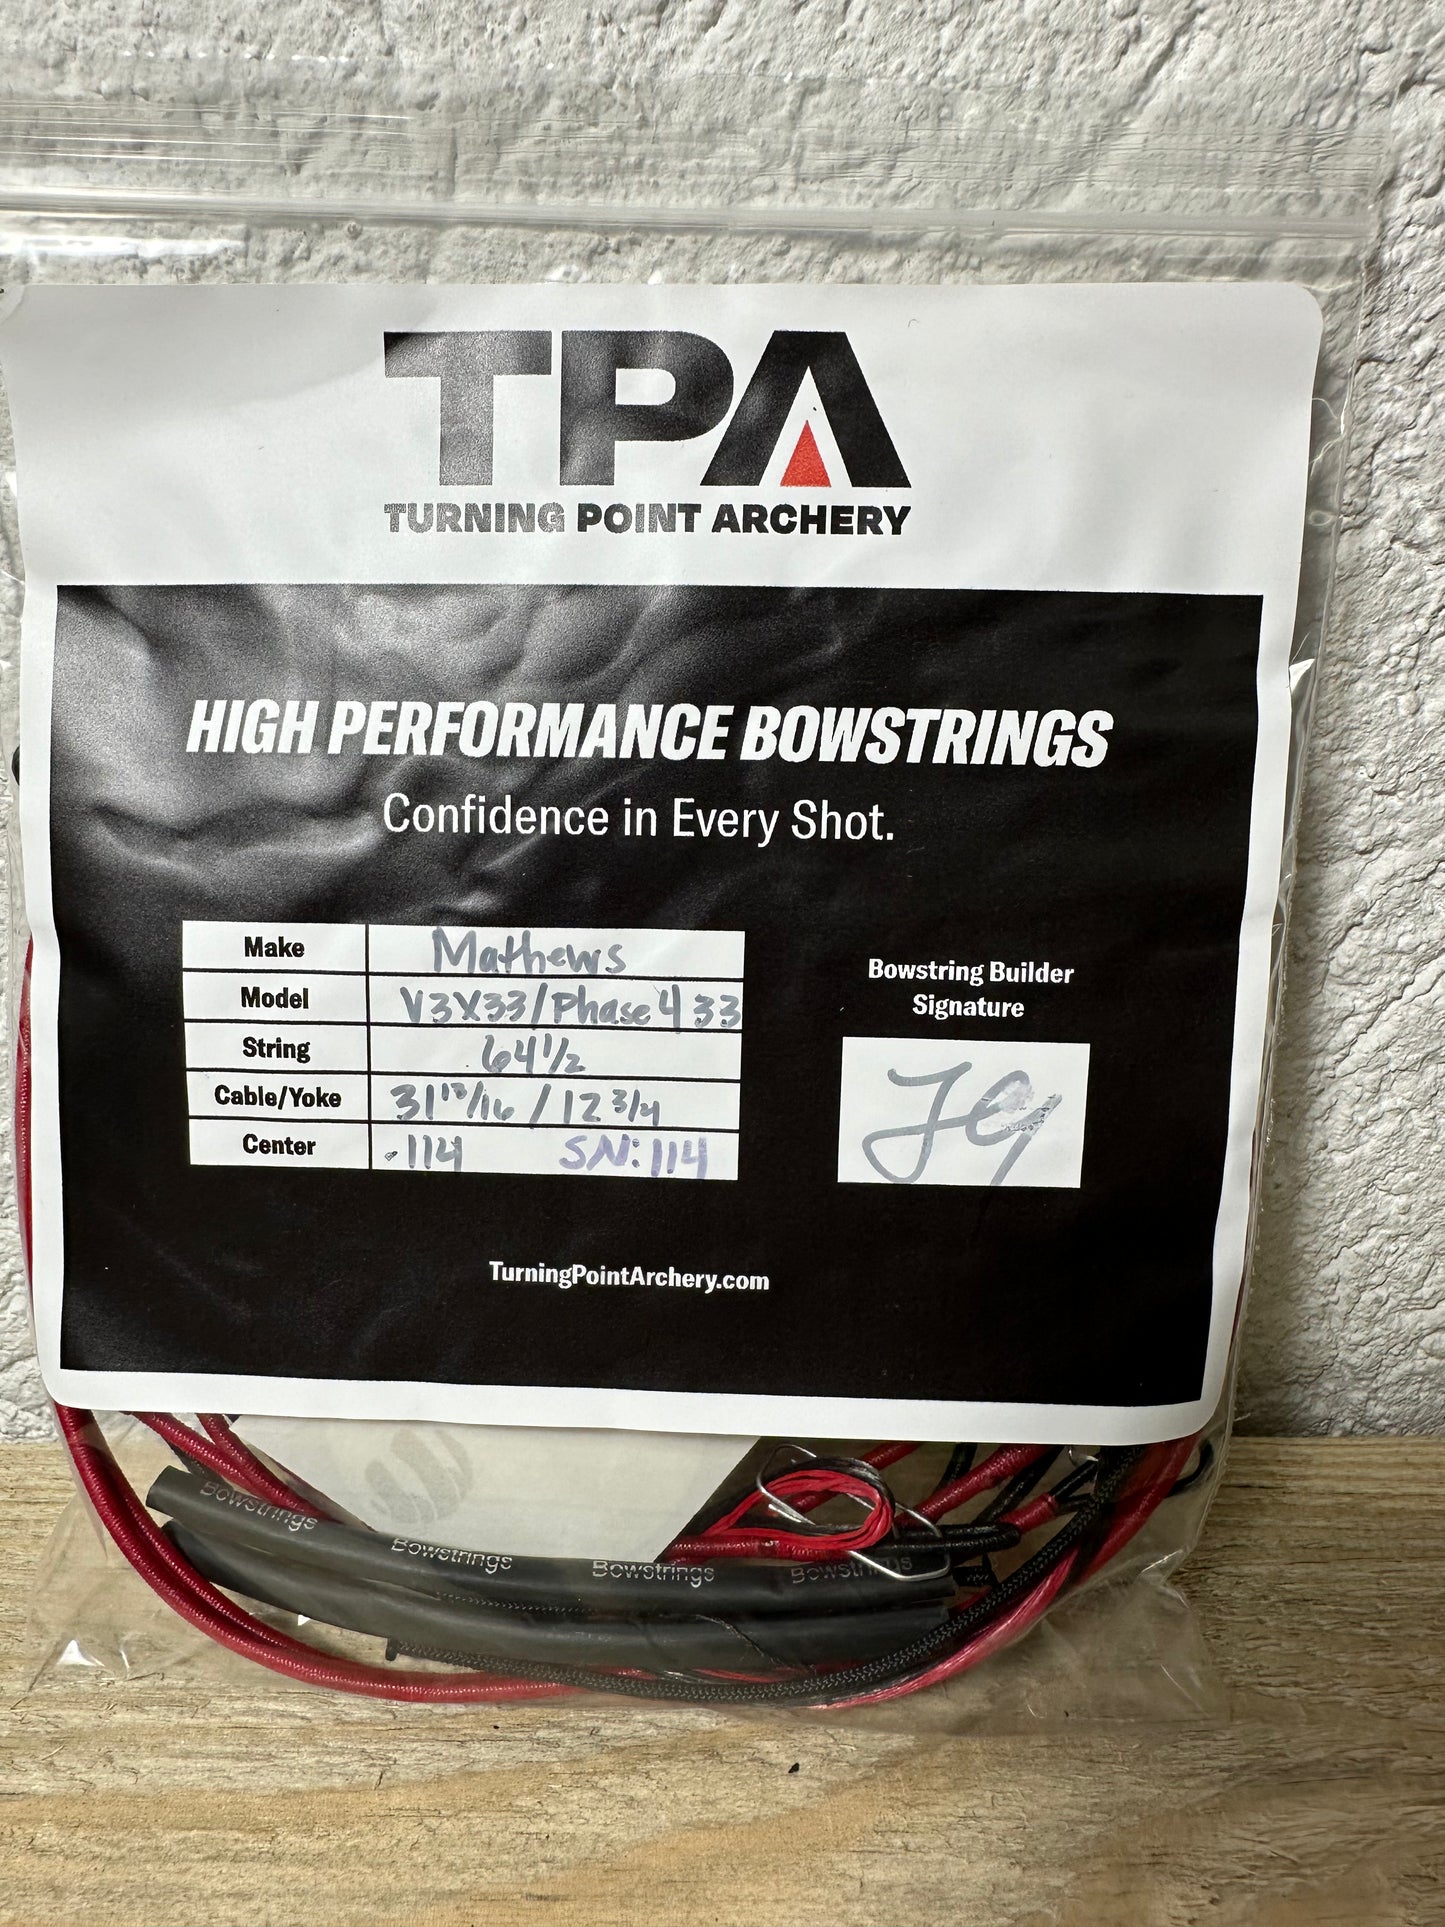 TPA
TURNING POINT ARCHERY
HIGH PERFORMANCE BOWSTRINGS
Confidence in Every Shot.
Make Mathews
Model V3X33/Phase 4 33
String 64 1/2
Cable/Yoke 31 13/16 / 12 3/4
Center .114 SN: 114
Bowstring Builder
Signature
JG
TurningPointArchery.com
Bowstrings
Bowstrings
Bowstrings
Bowstrings